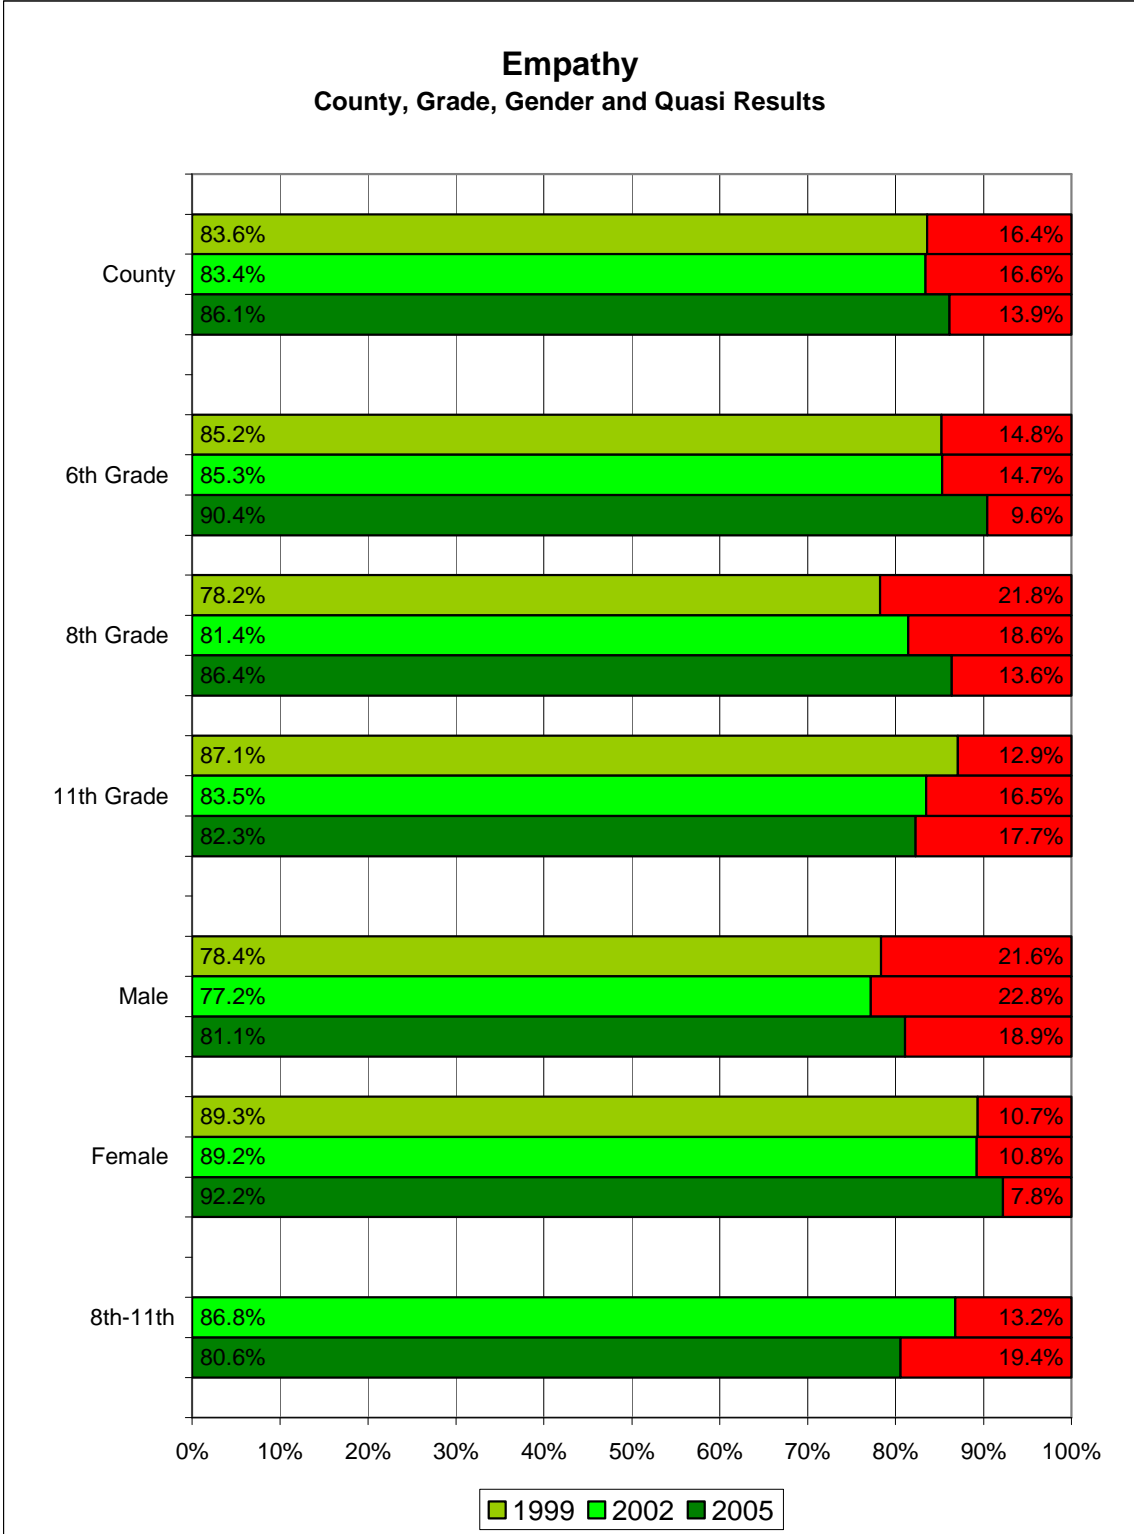 Empathy
County, Grade, Gender and Quasi Results
83.6% 16.4%
County 83.4% 16.6%
86.1% 13.9%
85.2% 14.8%
6th Grade 85.3% 14.7%
90.4% 9.6%
78.2% 21.8%
8th Grade 81.4% 18.6%
86.4% 13.6%
87.1% 12.9%
11th Grade 83.5% 16.5%
82.3% 17.7%
78.4% 21.6%
Male 77.2% 22.8%
81.1% 18.9%
89.3% 10.7%
Female 89.2% 10.8%
92.2% 7.8%
8th-11th 86.8% 13.2%
80.6% 19.4%
0% 10% 20% 30% 40% 50% 60% 70% 80% 90% 100%
1999 2002 2005